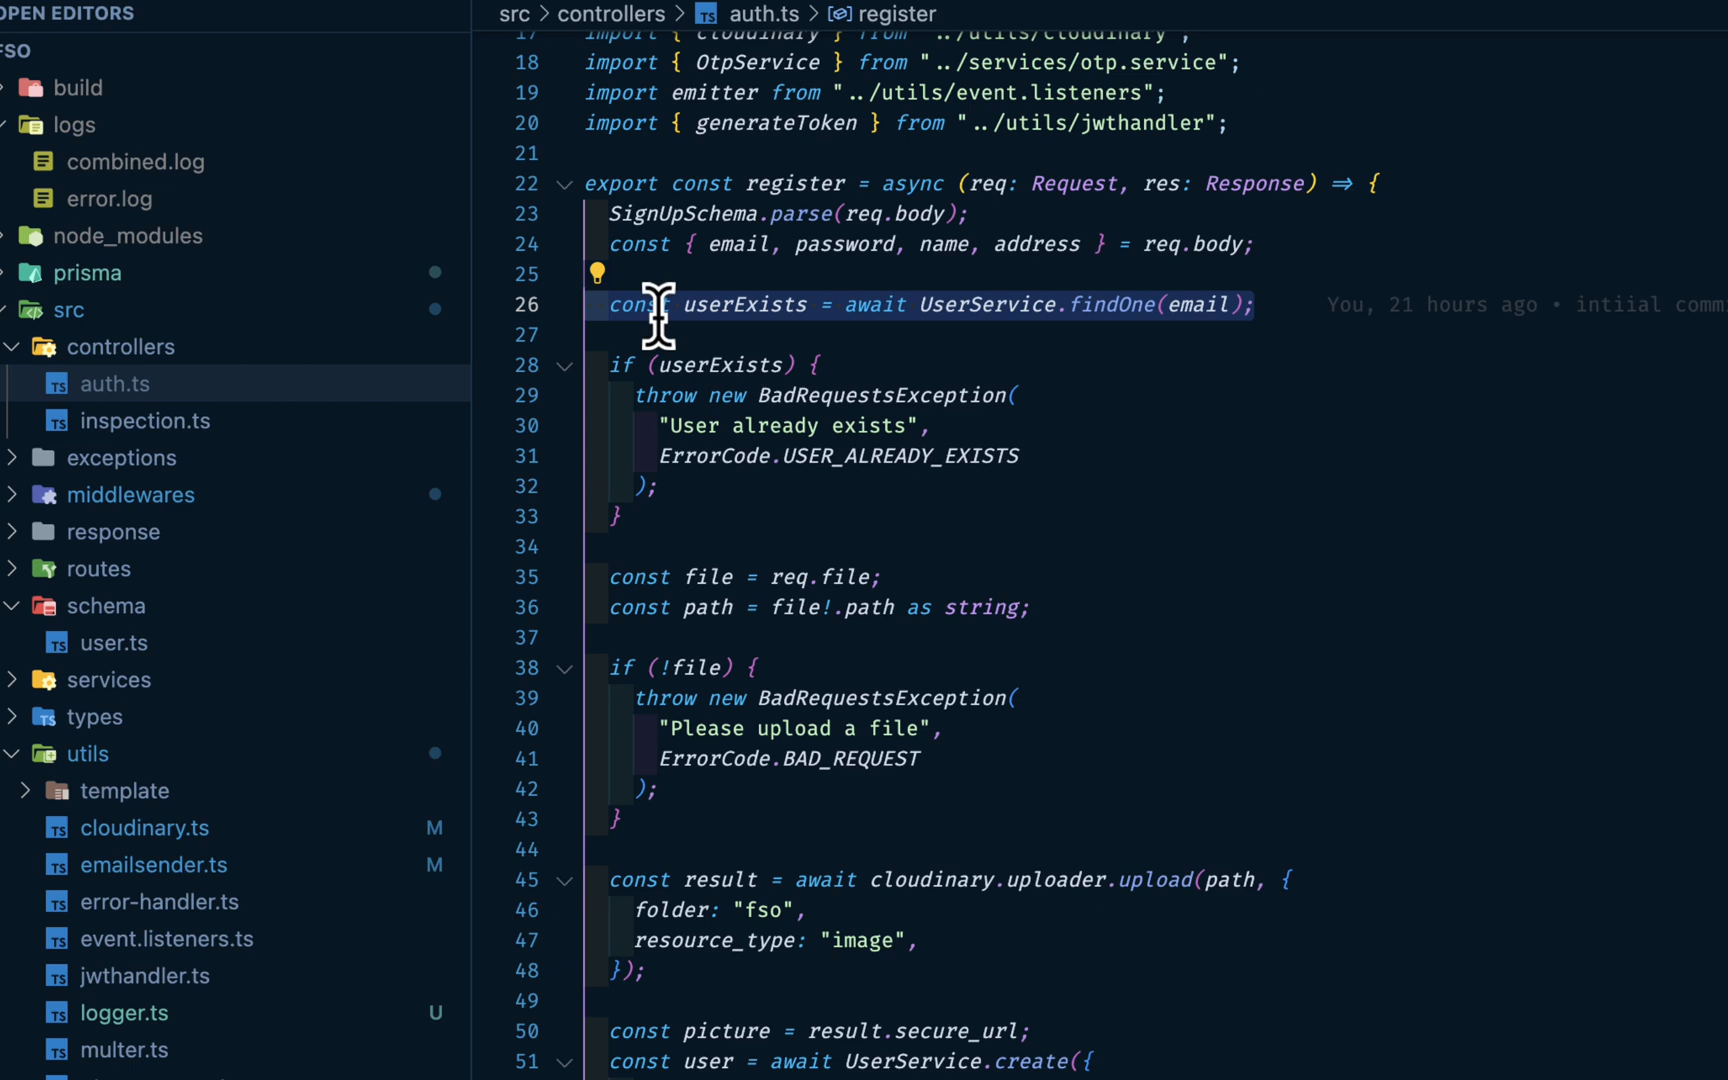 OPEN EDITORS
FSO
build
logs
combined.log
error.log
node_modules
prisma
src
controllers
auth.ts
inspection.ts
exceptions
middlewares
response
routes
schema
user.ts
services
types
utils
template
cloudinary.ts M
emailsender.ts M
error-handler.ts
event.listeners.ts
jwthandler.ts
logger.ts U
multer.ts
src > controllers > TS auth.ts > register
17 import { cloudinary } from "../utils/cloudinary";
18 import { OtpService } from "../services/otp.service";
19 import emitter from "../utils/event.listeners";
20 import { generateToken } from "../utils/jwthandler";
21
22 export const register = async (req: Request, res: Response) => {
23 SignUpSchema.parse(req.body);
24 const { email, password, name, address } = req.body;
25
26 const userExists = await UserService.findOne(email); You, 21 hours ago • intiial comm
27
28 if (userExists) {
29 throw new BadRequestsException(
30 "User already exists",
31 ErrorCode.USER_ALREADY_EXISTS
32 );
33 }
34
35 const file = req.file;
36 const path = file!.path as string;
37
38 if (!file) {
39 throw new BadRequestsException(
40 "Please upload a file",
41 ErrorCode.BAD_REQUEST
42 );
43 }
44
45 const result = await cloudinary.uploader.upload(path, {
46 folder: "fso",
47 resource_type: "image",
48 });
49
50 const picture = result.secure_url;
51 const user = await UserService.create({